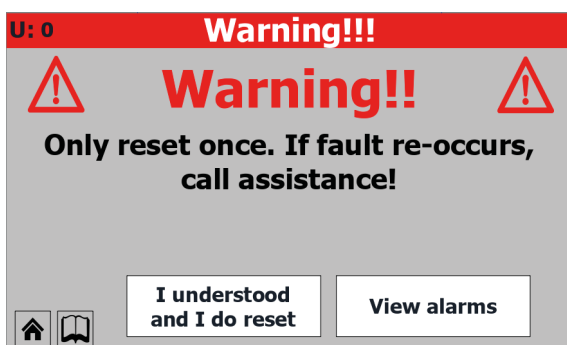 U: 0
Warning!!!
Warning!!
Only reset once. If fault re-occurs,
call assistance!
I understood
and I do reset
View alarms